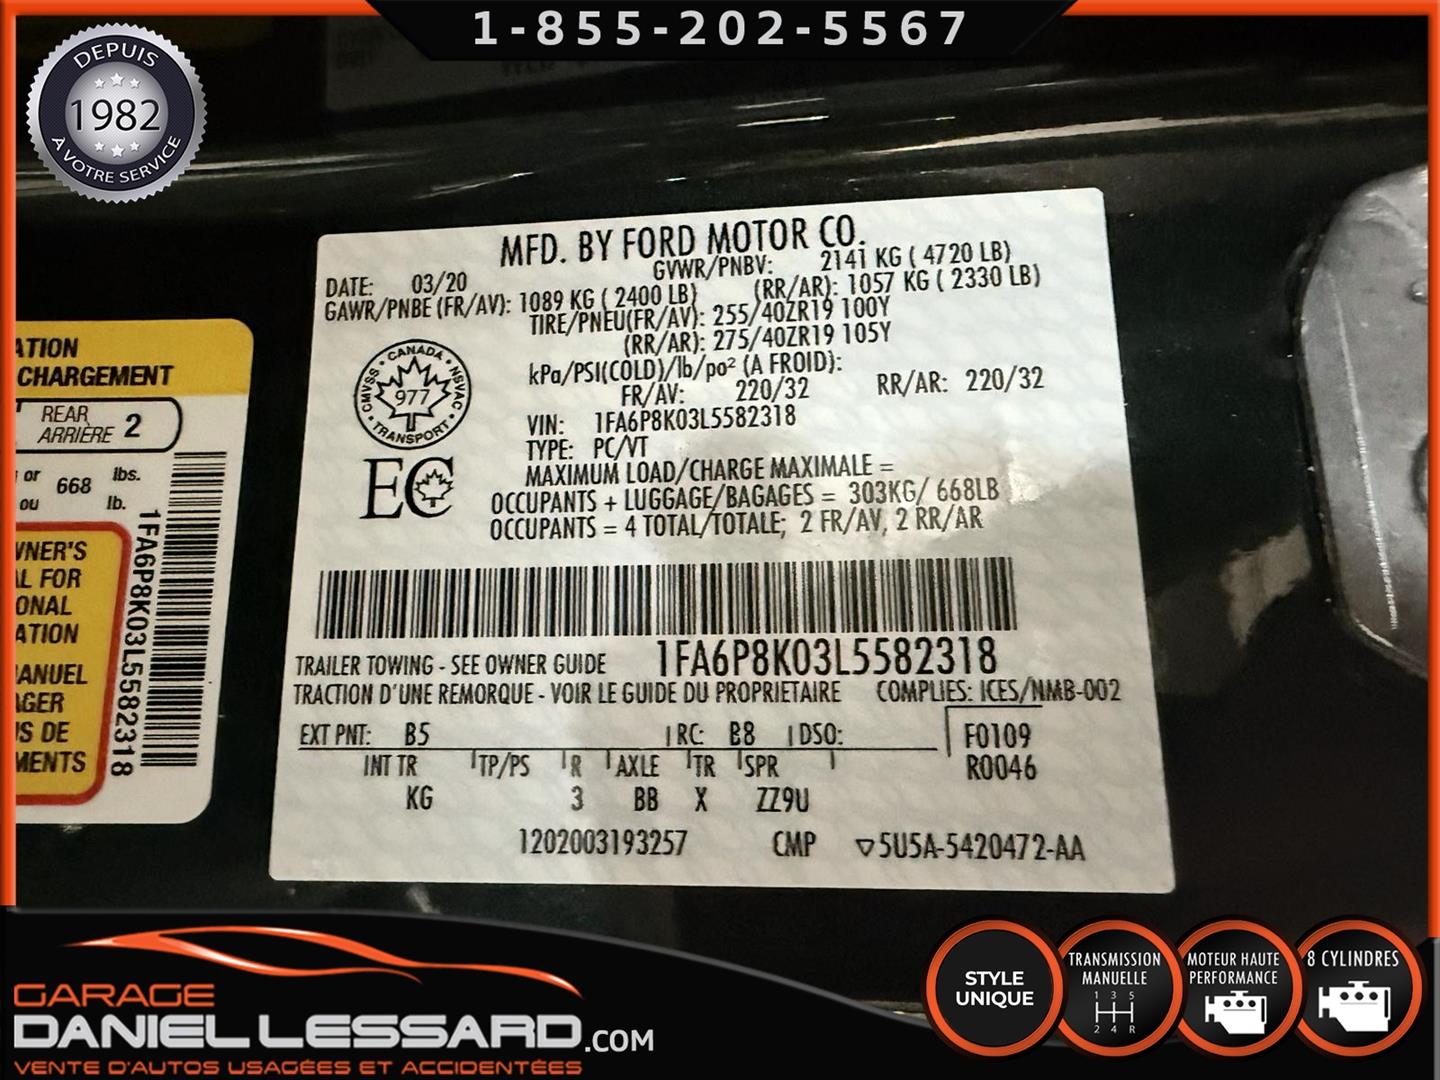 1-855-202-5567
DEPUIS
1982
À VOTRE SERVICE
MFD. BY FORD MOTOR CO.
DATE: 03/20 GVWR/PNBV: 2141 KG ( 4720 LB)
GAWR/PNBE (FR/AV): 1089 KG ( 2400 LB) (RR/AR): 1057 KG ( 2330 LB)
TIRE/PNEU(FR/AV): 255/40ZR19 100Y
(RR/AR): 275/40ZR19 105Y
kPa/PSI(COLD)/lb/po² (A FROID):
FR/AV: 220/32 RR/AR: 220/32
VIN: 1FA6P8K03L5582318
TYPE: PC/VT
MAXIMUM LOAD/CHARGE MAXIMALE =
OCCUPANTS + LUGGAGE/BAGAGES = 303KG/ 668LB
OCCUPANTS = 4 TOTAL/TOTALE; 2 FR/AV, 2 RR/AR
CANADA
CMVSS NSVAC
977
TRANSPORT
EC
1FA6P8K03L5582318
TRAILER TOWING - SEE OWNER GUIDE
TRACTION D'UNE REMORQUE - VOIR LE GUIDE DU PROPRIETAIRE COMPLIES: ICES/NMB-002
EXT PNT: B5 RC: B8 DSO: F0109
INT TR TP/PS R AXLE TR SPR R0046
KG 3 BB X ZZ9U
1202003193257 CMP ▽5U5A-5420472-AA
ATION
CHARGEMENT
REAR
ARRIÈRE 2
or 668 lbs.
ou lb.
WNER'S
AL FOR
ONAL
ATION
MANUEL
AGER
US DE
MENTS
1FA6P8K03L5582318
GARAGE
DANIEL LESSARD.COM
VENTE D'AUTOS USAGÉES ET ACCIDENTÉES
STYLE
UNIQUE
TRANSMISSION
MANUELLE
1 3 5
2 4 R
MOTEUR HAUTE
PERFORMANCE
8 CYLINDRES